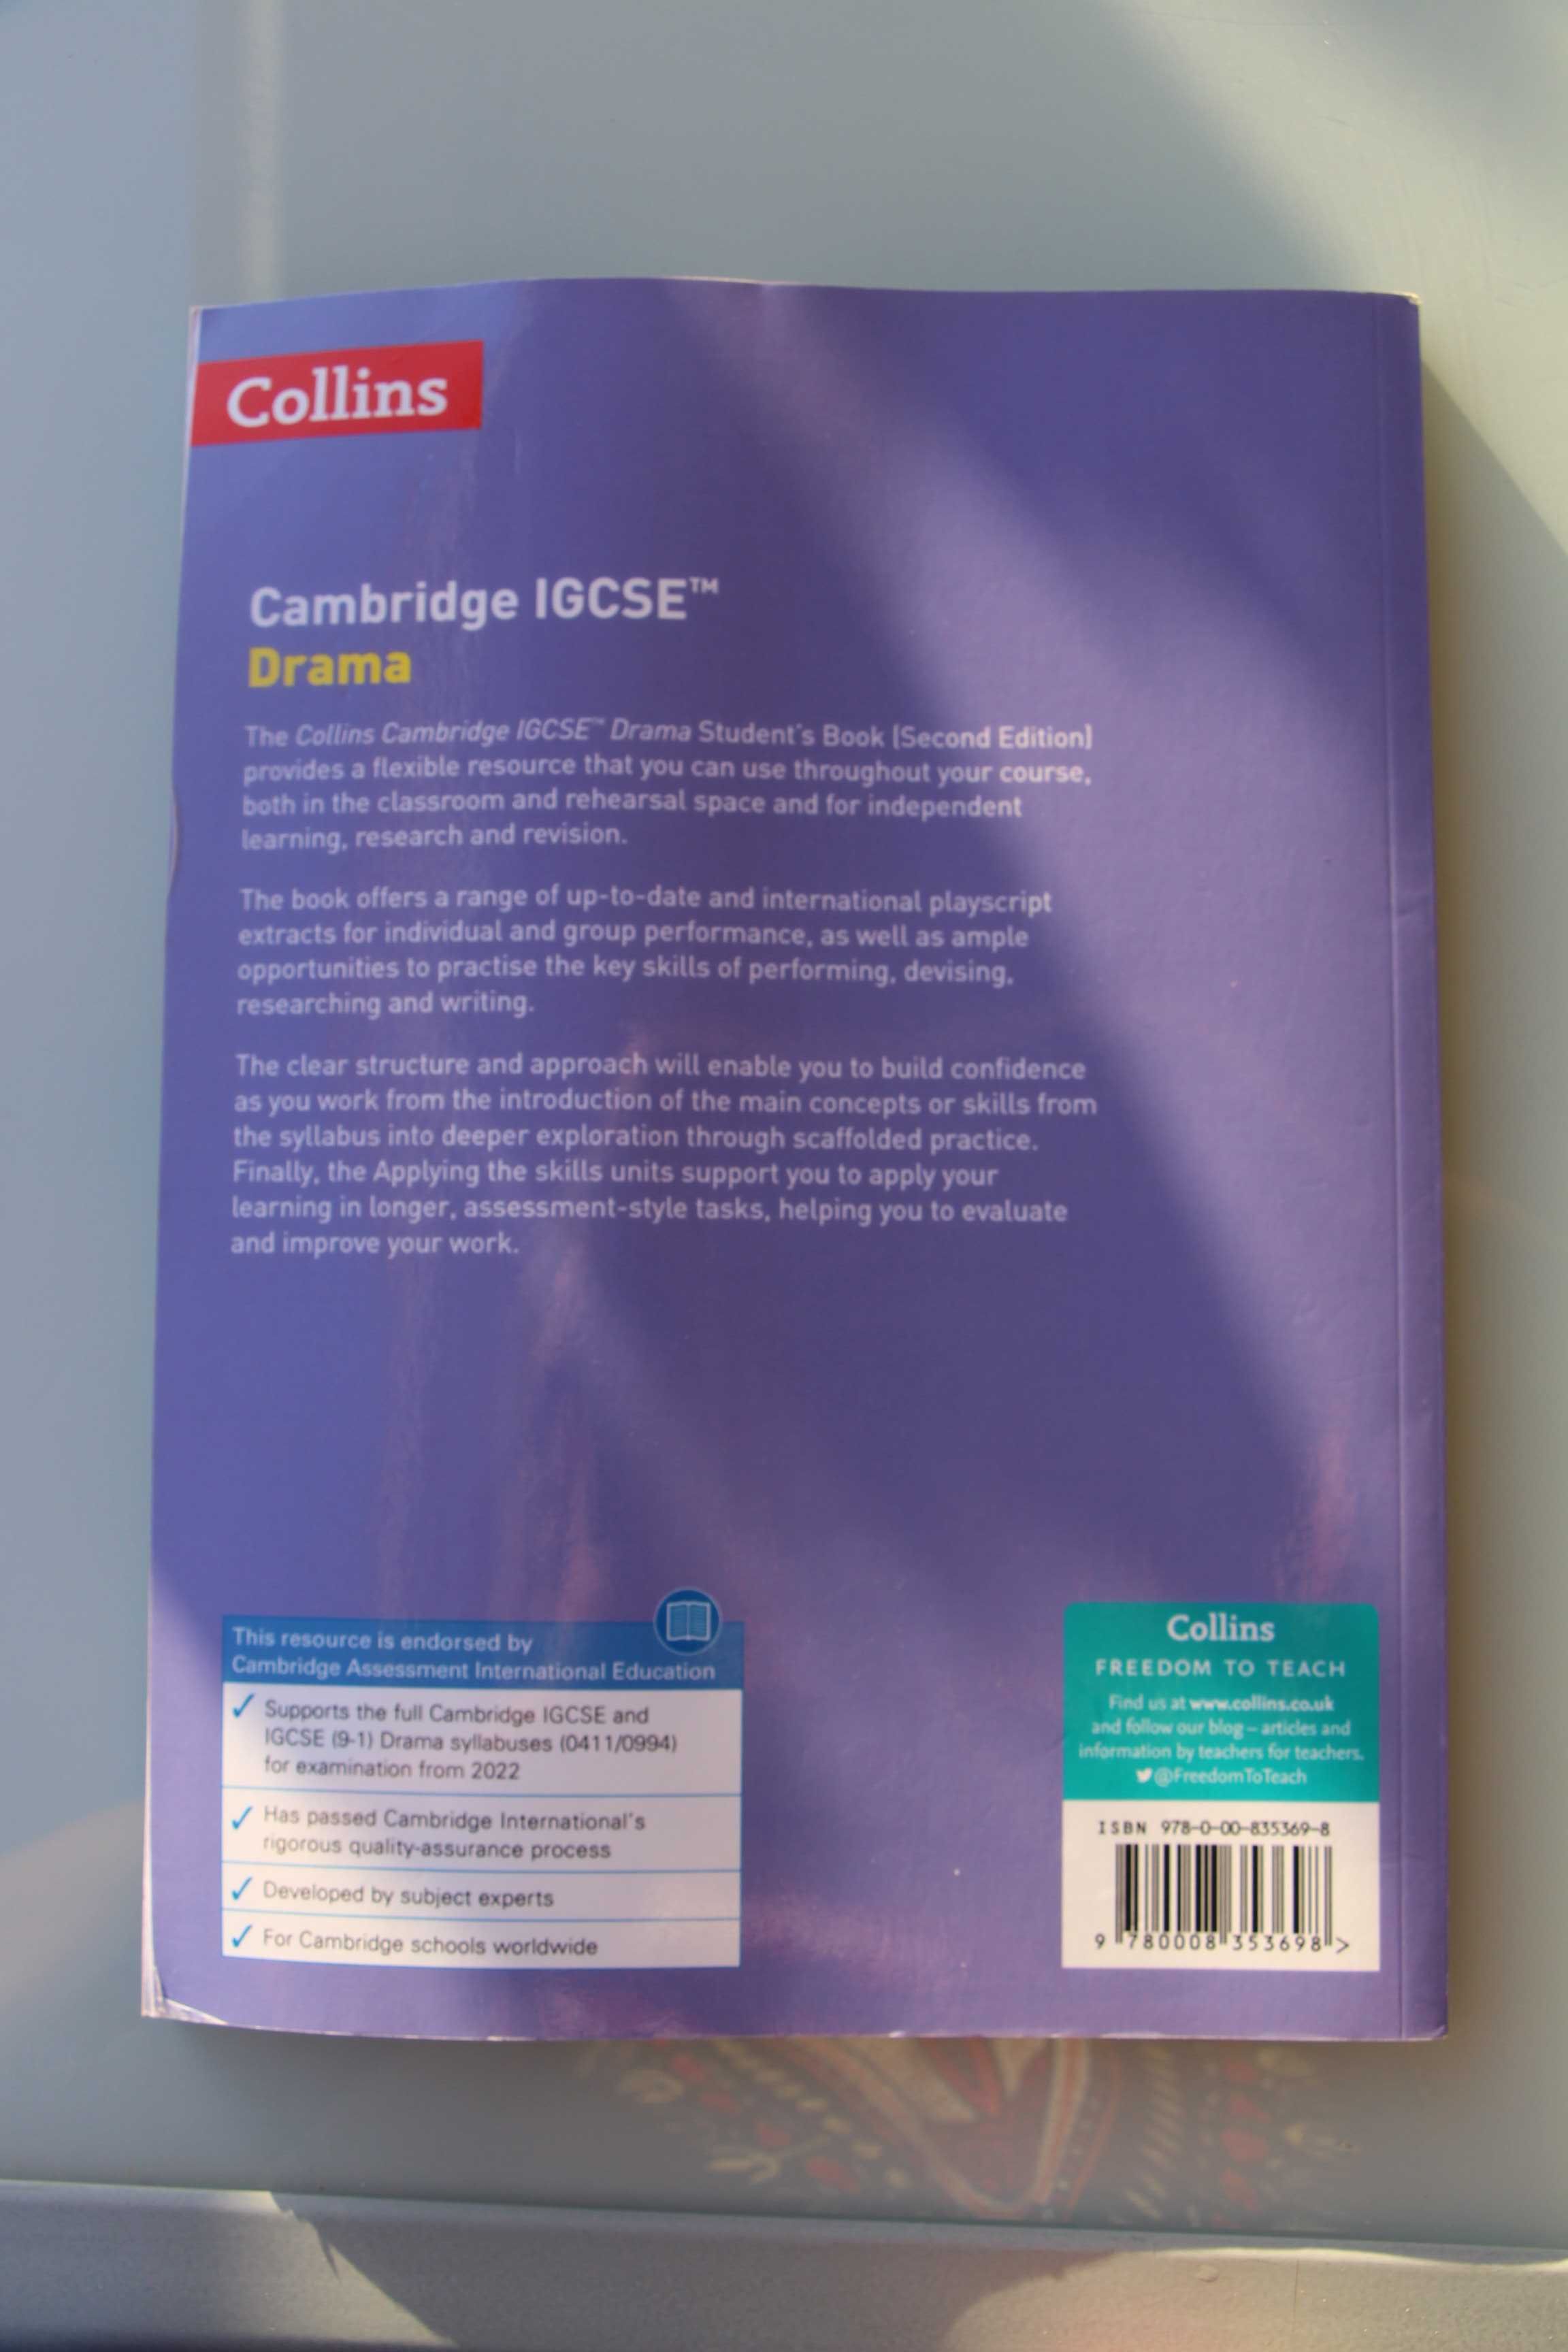 Collins
Cambridge IGCSE™
Drama
The Collins Cambridge IGCSE™ Drama Student's Book (Second Edition)
provides a flexible resource that you can use throughout your course,
both in the classroom and rehearsal space and for independent
learning, research and revision.
The book offers a range of up-to-date and international playscript
extracts for individual and group performance, as well as ample
opportunities to practise the key skills of performing, devising,
researching and writing.
The clear structure and approach will enable you to build confidence
as you work from the introduction of the main concepts or skills from
the syllabus into deeper exploration through scaffolded practice.
Finally, the Applying the skills units support you to apply your
learning in longer, assessment-style tasks, helping you to evaluate
and improve your work.
This resource is endorsed by
Cambridge Assessment International Education
✓ Supports the full Cambridge IGCSE and
IGCSE (9-1) Drama syllabuses (0411/0994)
for examination from 2022
✓ Has passed Cambridge International's
rigorous quality-assurance process
✓ Developed by subject experts
✓ For Cambridge schools worldwide
Collins
FREEDOM TO TEACH
Find us at www.collins.co.uk
and follow our blog – articles and
information by teachers for teachers.
@FreedomToTeach
ISBN 978-0-00-835369-8
9 780008 353698 >